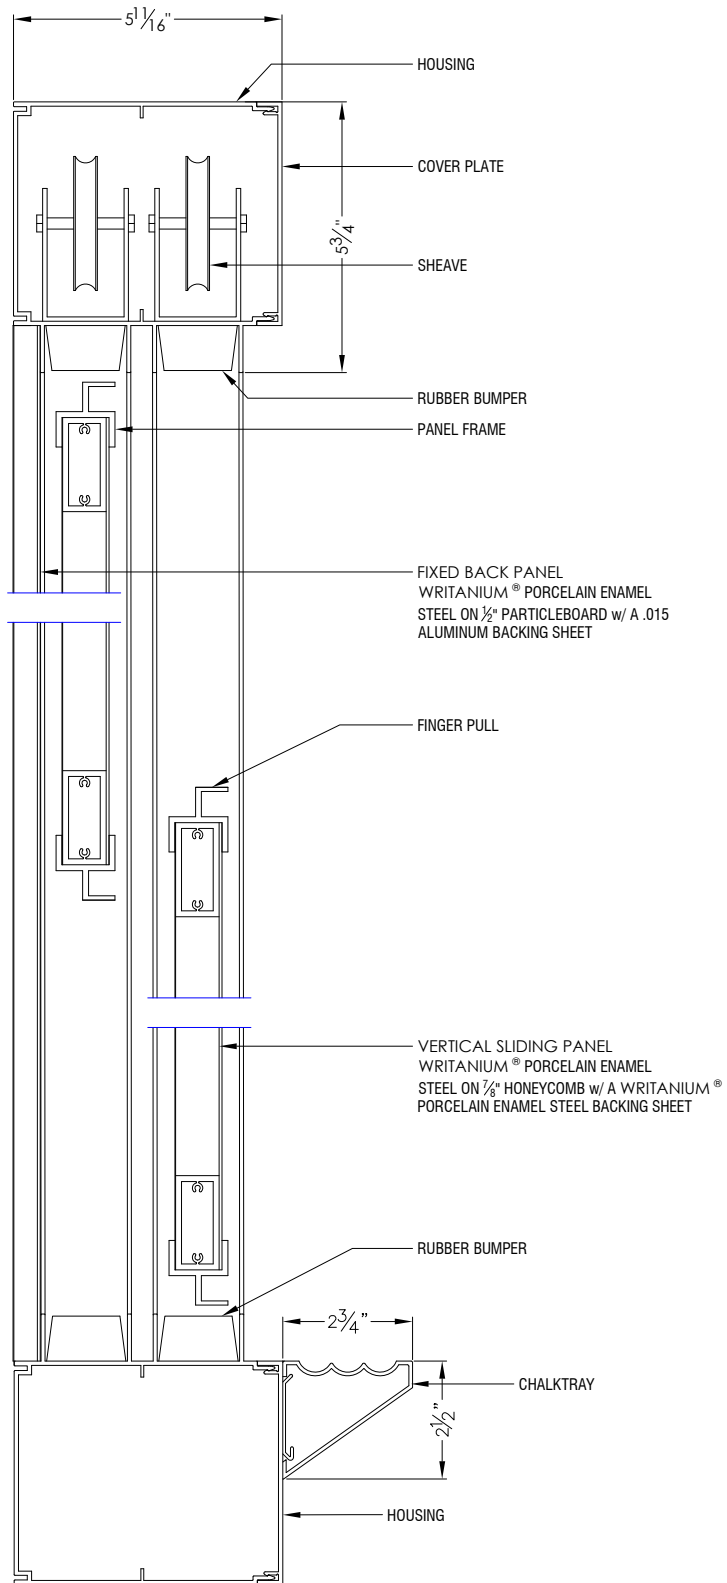 5 11/16"
HOUSING
COVER PLATE
5 3/4"
SHEAVE
RUBBER BUMPER
PANEL FRAME
FIXED BACK PANEL
WRITANIUM ® PORCELAIN ENAMEL
STEEL ON 1/2" PARTICLEBOARD w/ A .015
ALUMINUM BACKING SHEET
FINGER PULL
VERTICAL SLIDING PANEL
WRITANIUM ® PORCELAIN ENAMEL
STEEL ON 7/8" HONEYCOMB w/ A WRITANIUM ®
PORCELAIN ENAMEL STEEL BACKING SHEET
RUBBER BUMPER
2 3/4"
CHALKTRAY
2 1/2"
HOUSING